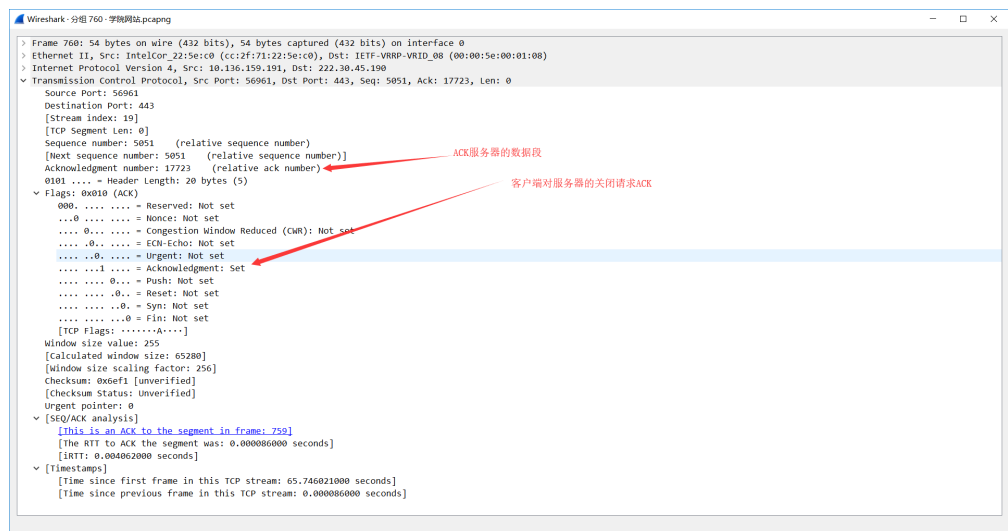 Wireshark · 分组 760 · 学院网站.pcapng
Frame 760: 54 bytes on wire (432 bits), 54 bytes captured (432 bits) on interface 0
Ethernet II, Src: IntelCor_22:5e:c0 (cc:2f:71:22:5e:c0), Dst: IETF-VRRP-VRID_08 (00:00:5e:00:01:08)
Internet Protocol Version 4, Src: 10.136.159.191, Dst: 222.30.45.190
Transmission Control Protocol, Src Port: 56961, Dst Port: 443, Seq: 5051, Ack: 17723, Len: 0
Source Port: 56961
Destination Port: 443
[Stream index: 19]
[TCP Segment Len: 0]
Sequence number: 5051    (relative sequence number)
[Next sequence number: 5051    (relative sequence number)]
ACK服务器的数据段
Acknowledgment number: 17723    (relative ack number)
0101 .... = Header Length: 20 bytes (5)
客户端对服务器的关闭请求ACK
Flags: 0x010 (ACK)
000. .... .... = Reserved: Not set
...0 .... .... = Nonce: Not set
.... 0... .... = Congestion Window Reduced (CWR): Not set
.... .0.. .... = ECN-Echo: Not set
.... ..0. .... = Urgent: Not set
.... ...1 .... = Acknowledgment: Set
.... .... 0... = Push: Not set
.... .... .0.. = Reset: Not set
.... .... ..0. = Syn: Not set
.... .... ...0 = Fin: Not set
[TCP Flags: ·······A····]
Window size value: 255
[Calculated window size: 65280]
[Window size scaling factor: 256]
Checksum: 0x6ef1 [unverified]
[Checksum Status: Unverified]
Urgent pointer: 0
[SEQ/ACK analysis]
[This is an ACK to the segment in frame: 759]
[The RTT to ACK the segment was: 0.000086000 seconds]
[iRTT: 0.004062000 seconds]
[Timestamps]
[Time since first frame in this TCP stream: 65.746021000 seconds]
[Time since previous frame in this TCP stream: 0.000086000 seconds]